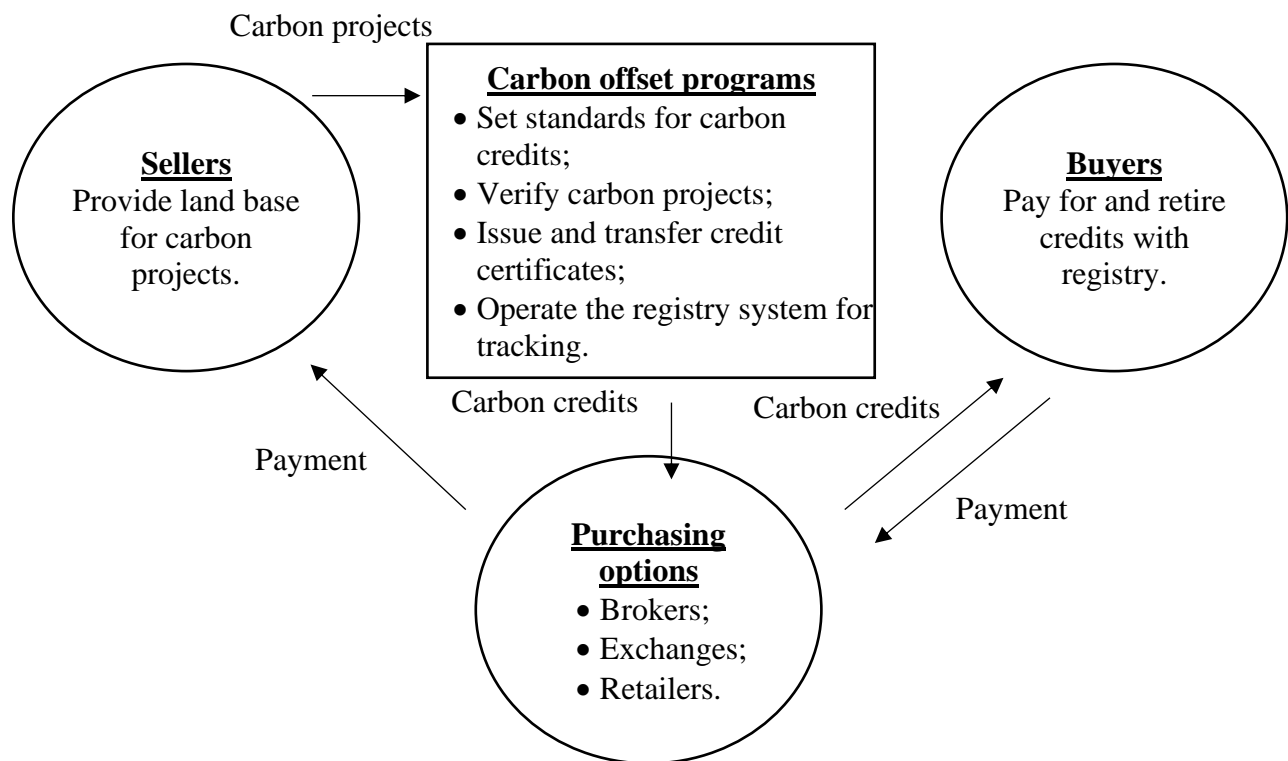 Carbon projects
Sellers
Provide land base
for carbon
projects.
Carbon offset programs
• Set standards for carbon
credits;
• Verify carbon projects;
• Issue and transfer credit
certificates;
• Operate the registry system for
tracking.
Buyers
Pay for and retire
credits with
registry.
Carbon credits
Carbon credits
Payment
Payment
Purchasing
options
• Brokers;
• Exchanges;
• Retailers.